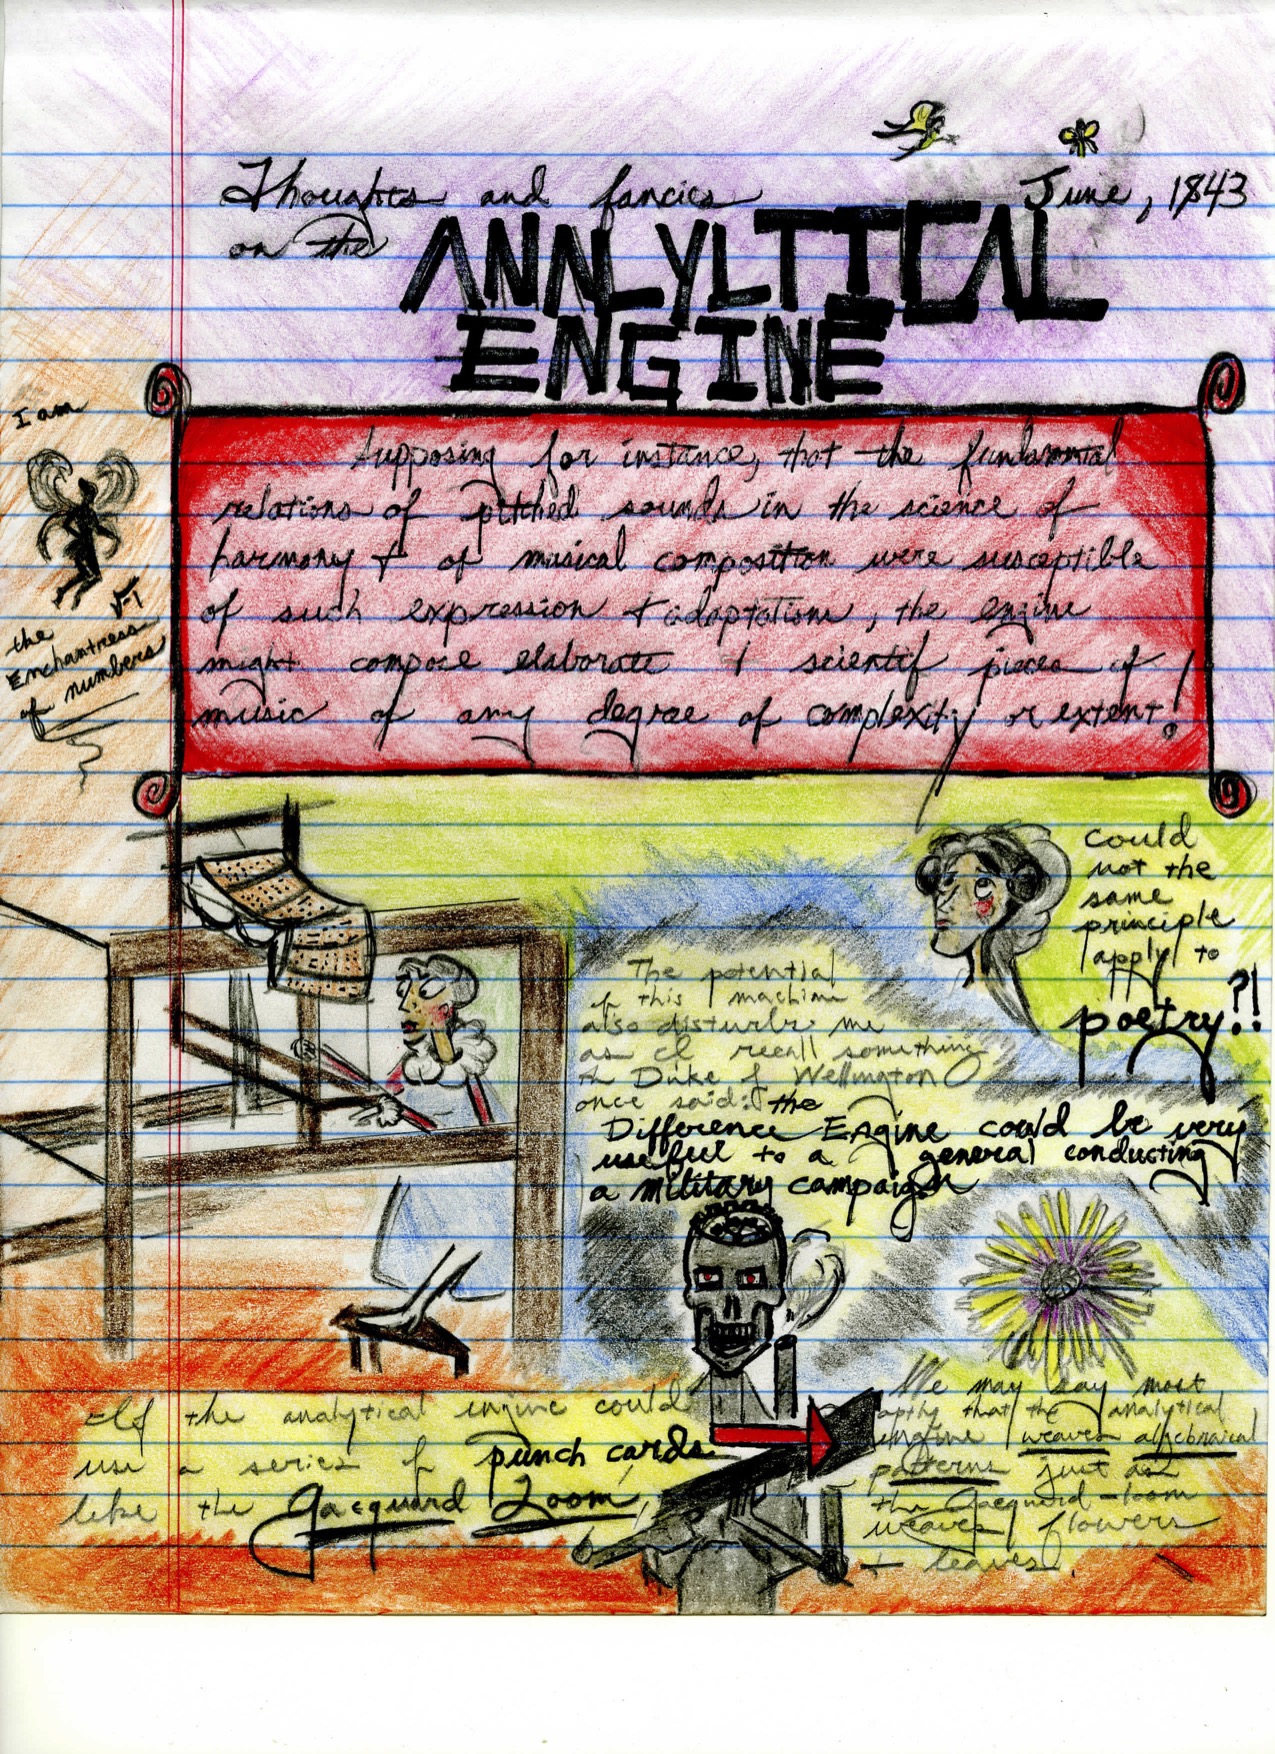 Thoughts and fancies
June, 1843
on the
ANNLYLTICAL
ENGINE
I am
√-1
the
Enchantress
of numbers
Supposing for instance, that the fundamental
relations of pitched sounds in the science of
harmony + of musical composition were susceptible
of such expression + adaptations, the engine
might compose elaborate + scientif pieces of
music of any degree of complexity or extent!
could
not the
same
principle
apply to
poetry?!
The potential
of this machine
also disturbs me
as I recall something
the Duke of Wellington
once said: the
Difference Engine could be very
useful to a general conducting
a military campaign
If the analytical engine could
use a series of punch cards
like the Jacquard Loom,
We may say most
aptly that the analytical
engine weaves algebraical
patterns just as
the Jacquard-loom
weaves flowers
+ leaves.